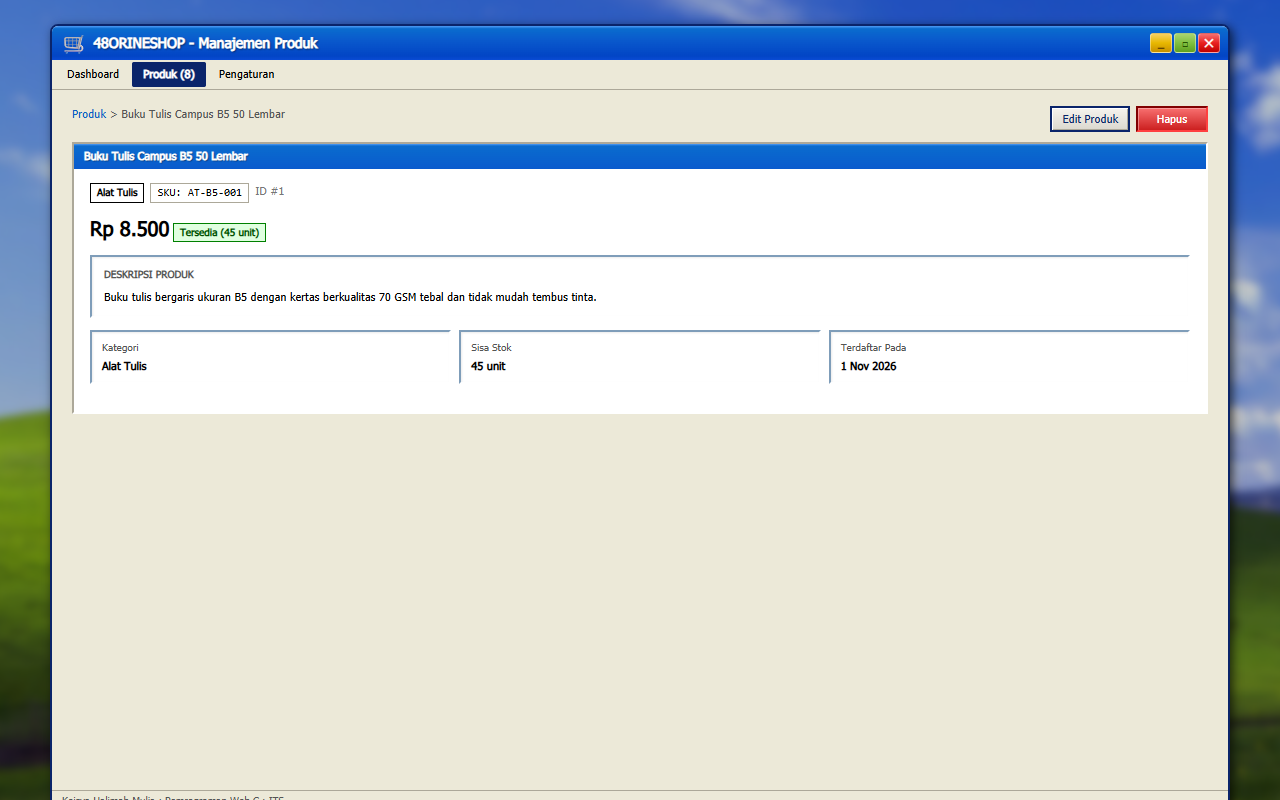 48ORINESHOP - Manajemen Produk
Dashboard
Produk (8)
Pengaturan
Produk > Buku Tulis Campus B5 50 Lembar
Edit Produk
Hapus
Buku Tulis Campus B5 50 Lembar
Alat Tulis
SKU: AT-B5-001
ID #1
Rp 8.500
Tersedia (45 unit)
DESKRIPSI PRODUK
Buku tulis bergaris ukuran B5 dengan kertas berkualitas 70 GSM tebal dan tidak mudah tembus tinta.
Kategori
Alat Tulis
Sisa Stok
45 unit
Terdaftar Pada
1 Nov 2026